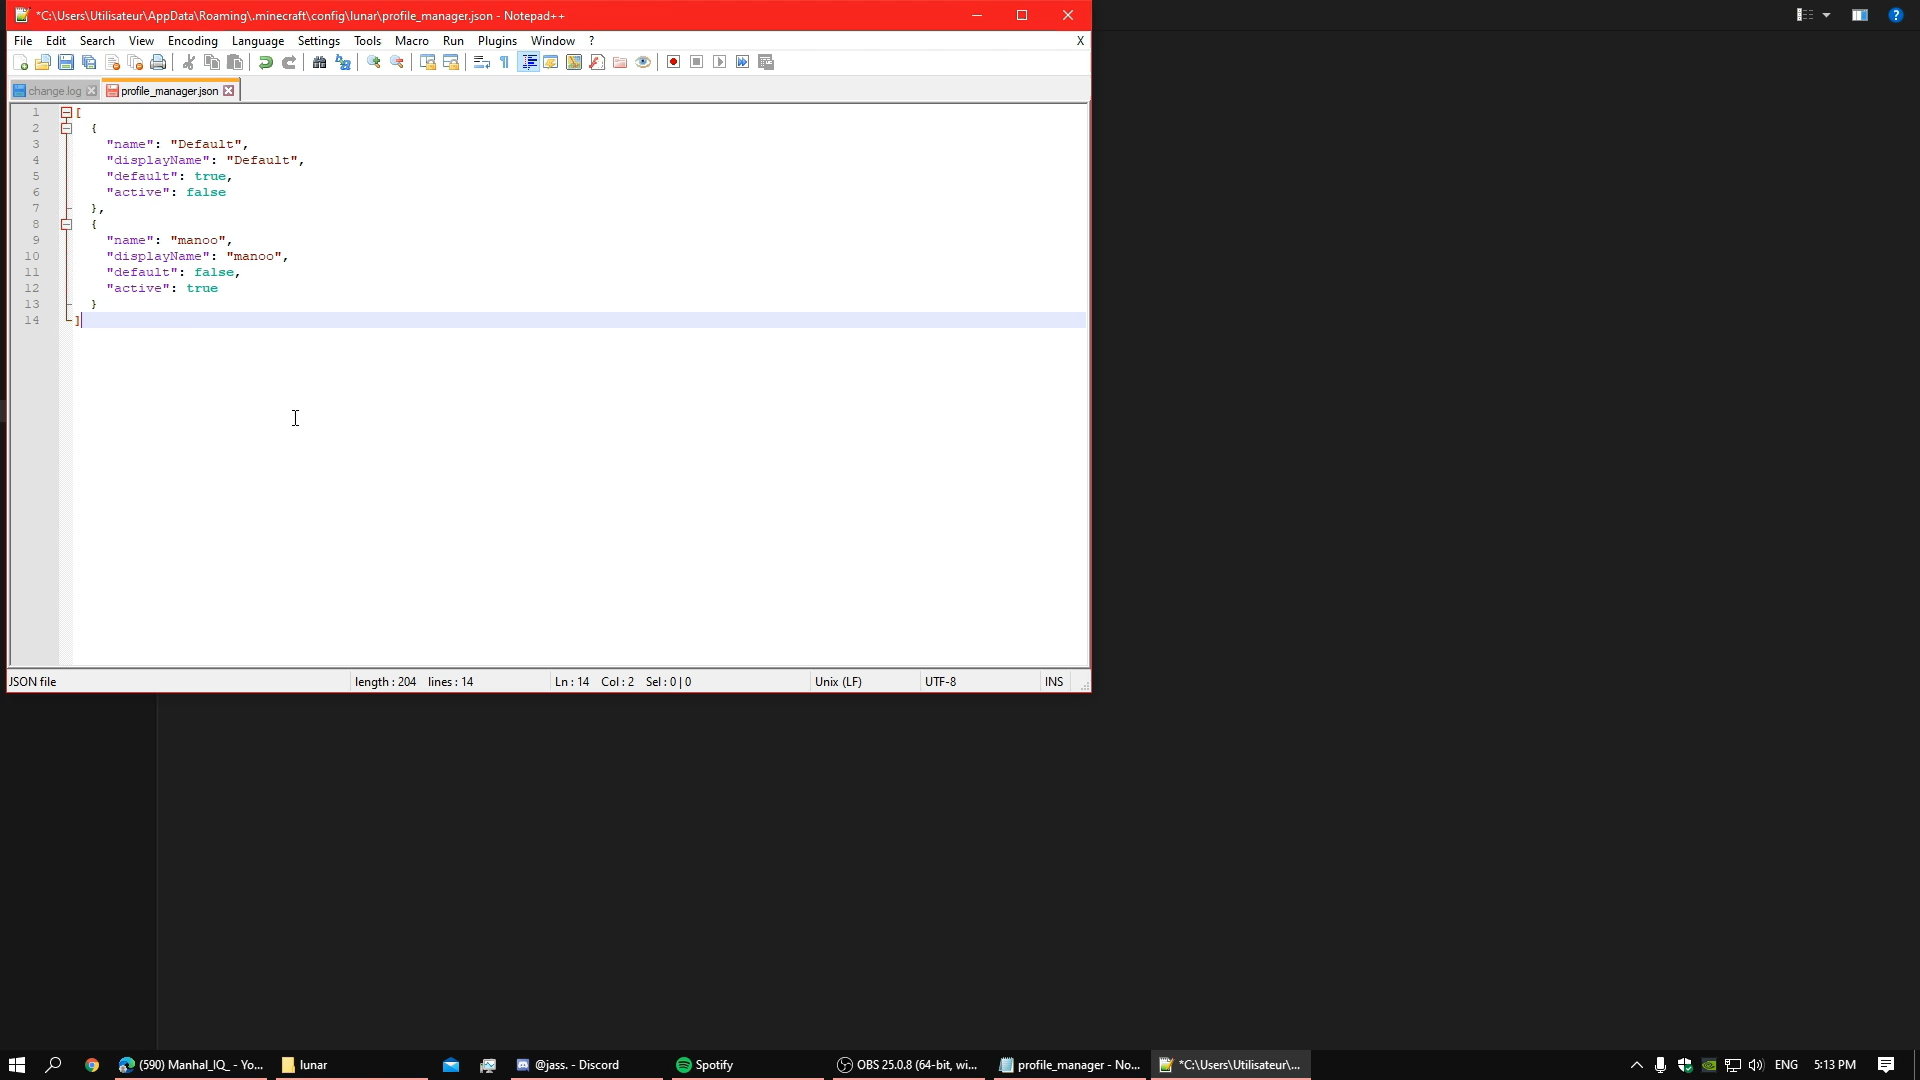 *C:\Users\Utilisateur\AppData\Roaming\.minecraft\config\lunar\profile_manager.json - Notepad++
File Edit Search View Encoding Language Settings Tools Macro Run Plugins Window ? X
change.log profile_manager.json
1 [
2 {
3 "name": "Default",
4 "displayName": "Default",
5 "default": true,
6 "active": false
7 },
8 {
9 "name": "manoo",
10 "displayName": "manoo",
11 "default": false,
12 "active": true
13 }
14 ]
JSON file length : 204 lines : 14 Ln : 14 Col : 2 Sel : 0 | 0 Unix (LF) UTF-8 INS
(590) Manhal_IQ_ - Yo... lunar @jass. - Discord Spotify OBS 25.0.8 (64-bit, wi... profile_manager - No... *C:\Users\Utilisateur\... ENG 5:13 PM